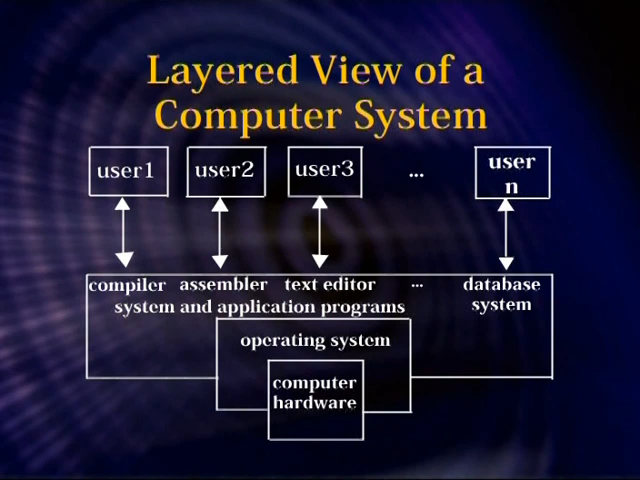 Layered View of a
Computer System
user1 user2 user3 ... user
n
compiler assembler text editor ... database
system and application programs system
operating system
computer
hardware